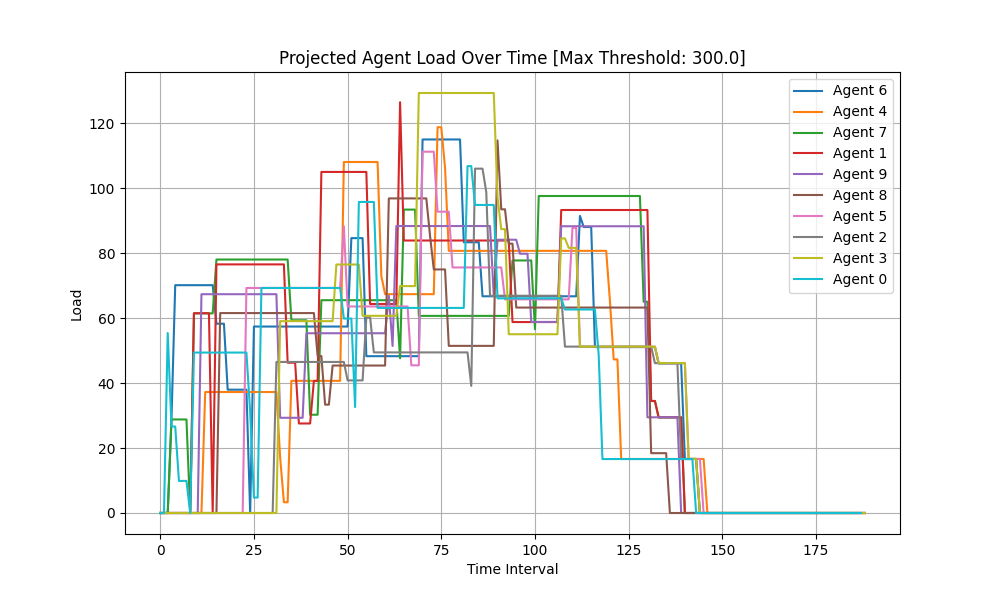 Projected Agent Load Over Time [Max Threshold: 300.0]
Load
120
100
80
60
40
20
0
0 25 50 75 100 125 150 175
Time Interval
Agent 6
Agent 4
Agent 7
Agent 1
Agent 9
Agent 8
Agent 5
Agent 2
Agent 3
Agent 0